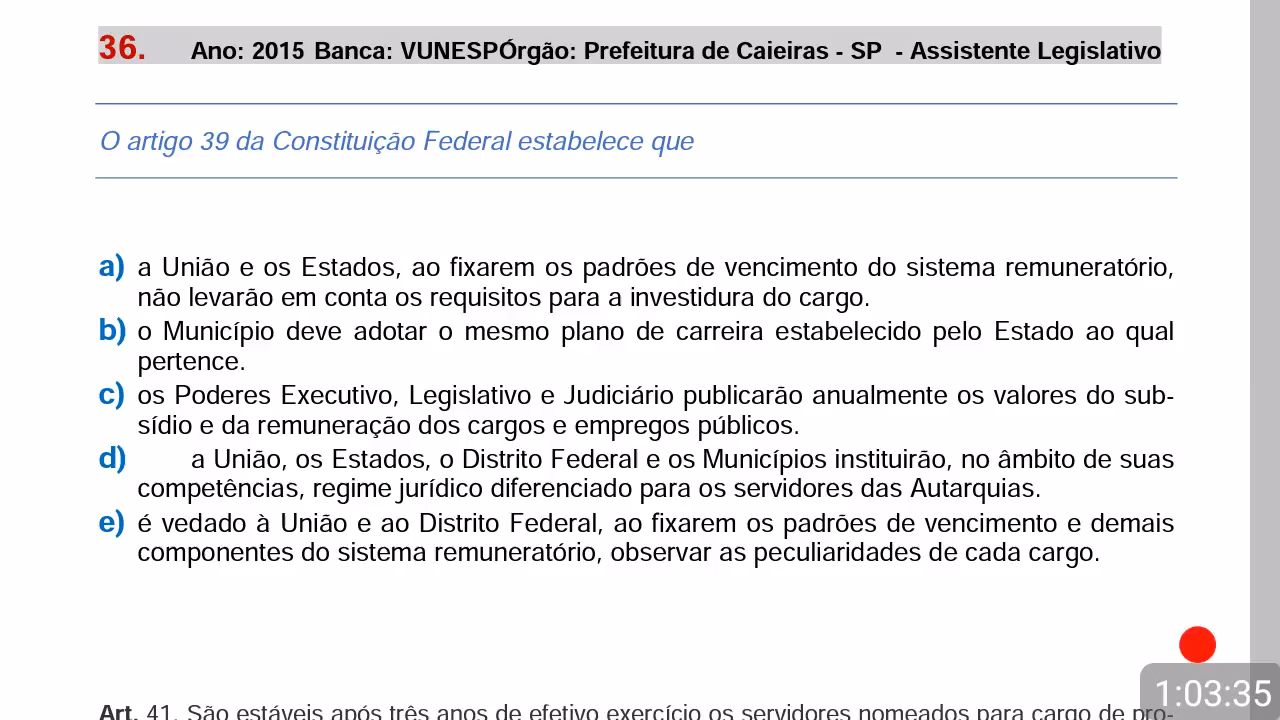 36. Ano: 2015 Banca: VUNESPÓrgão: Prefeitura de Caieiras - SP - Assistente Legislativo
O artigo 39 da Constituição Federal estabelece que
a) a União e os Estados, ao fixarem os padrões de vencimento do sistema remuneratório,
não levarão em conta os requisitos para a investidura do cargo.
b) o Município deve adotar o mesmo plano de carreira estabelecido pelo Estado ao qual
pertence.
c) os Poderes Executivo, Legislativo e Judiciário publicarão anualmente os valores do sub-
sídio e da remuneração dos cargos e empregos públicos.
d) a União, os Estados, o Distrito Federal e os Municípios instituirão, no âmbito de suas
competências, regime jurídico diferenciado para os servidores das Autarquias.
e) é vedado à União e ao Distrito Federal, ao fixarem os padrões de vencimento e demais
componentes do sistema remuneratório, observar as peculiaridades de cada cargo.
1:03:35
Art. 41. São estáveis após três anos de efetivo exercício os servidores nomeados para cargo de pro-